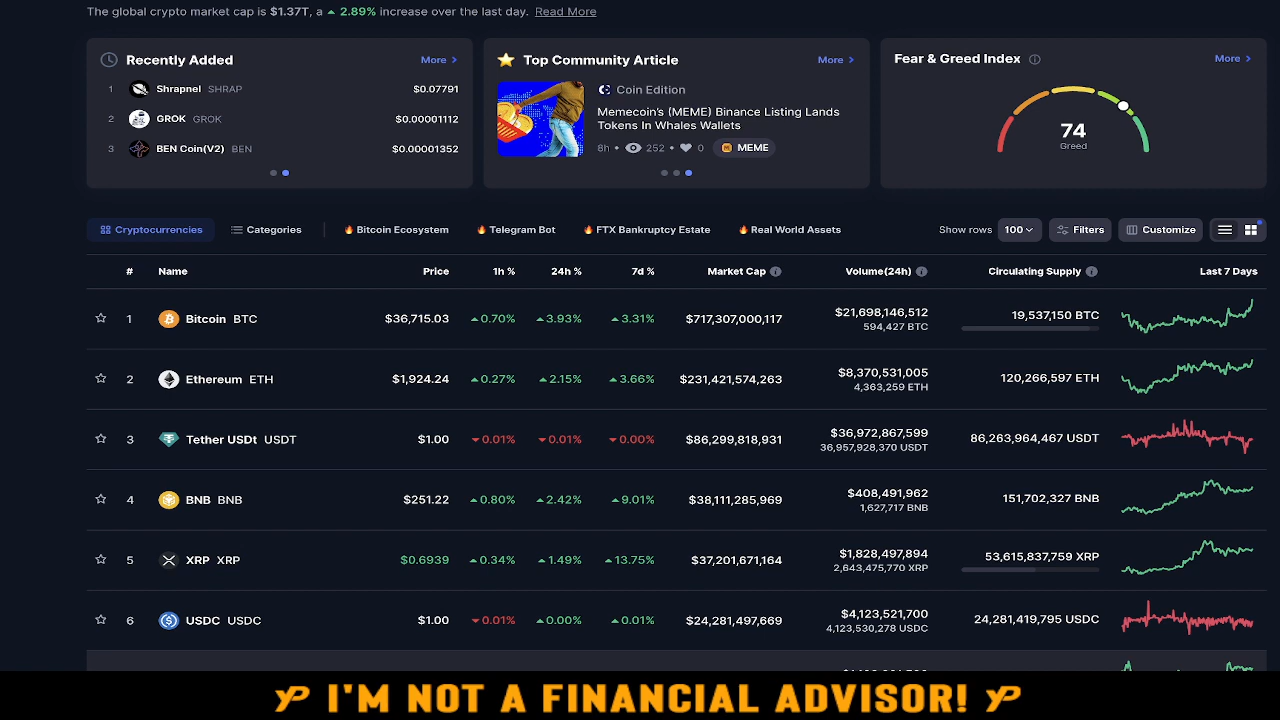 The global crypto market cap is $1.37T, a 2.89% increase over the last day. Read More
Recently Added More
1 Shrapnel SHRAP $0.07791
2 GROK GROK $0.00001112
3 BEN Coin(V2) BEN $0.00001352
Top Community Article More
Coin Edition
Memecoin's (MEME) Binance Listing Lands
Tokens In Whales Wallets
8h • 252 • 0 MEME
Fear & Greed Index More
74
Greed
Cryptocurrencies Categories Bitcoin Ecosystem Telegram Bot FTX Bankruptcy Estate Real World Assets Show rows 100 Filters Customize
# Name Price 1h % 24h % 7d % Market Cap Volume(24h) Circulating Supply Last 7 Days
1 Bitcoin BTC $36,715.03 0.70% 3.93% 3.31% $717,307,000,117 $21,698,146,512 19,537,150 BTC
594,427 BTC
2 Ethereum ETH $1,924.24 0.27% 2.15% 3.66% $231,421,574,263 $8,370,531,005 120,266,597 ETH
4,363,259 ETH
3 Tether USDt USDT $1.00 0.01% 0.01% 0.00% $86,299,818,931 $36,972,867,599 86,263,964,467 USDT
36,957,928,370 USDT
4 BNB BNB $251.22 0.80% 2.42% 9.01% $38,111,285,969 $408,491,962 151,702,327 BNB
1,627,717 BNB
5 XRP XRP $0.6939 0.34% 1.49% 13.75% $37,201,671,164 $1,828,497,894 53,615,837,759 XRP
2,643,475,770 XRP
6 USDC USDC $1.00 0.01% 0.00% 0.01% $24,281,497,669 $4,123,521,700 24,281,419,795 USDC
4,123,530,278 USDC
I'M NOT A FINANCIAL ADVISOR!